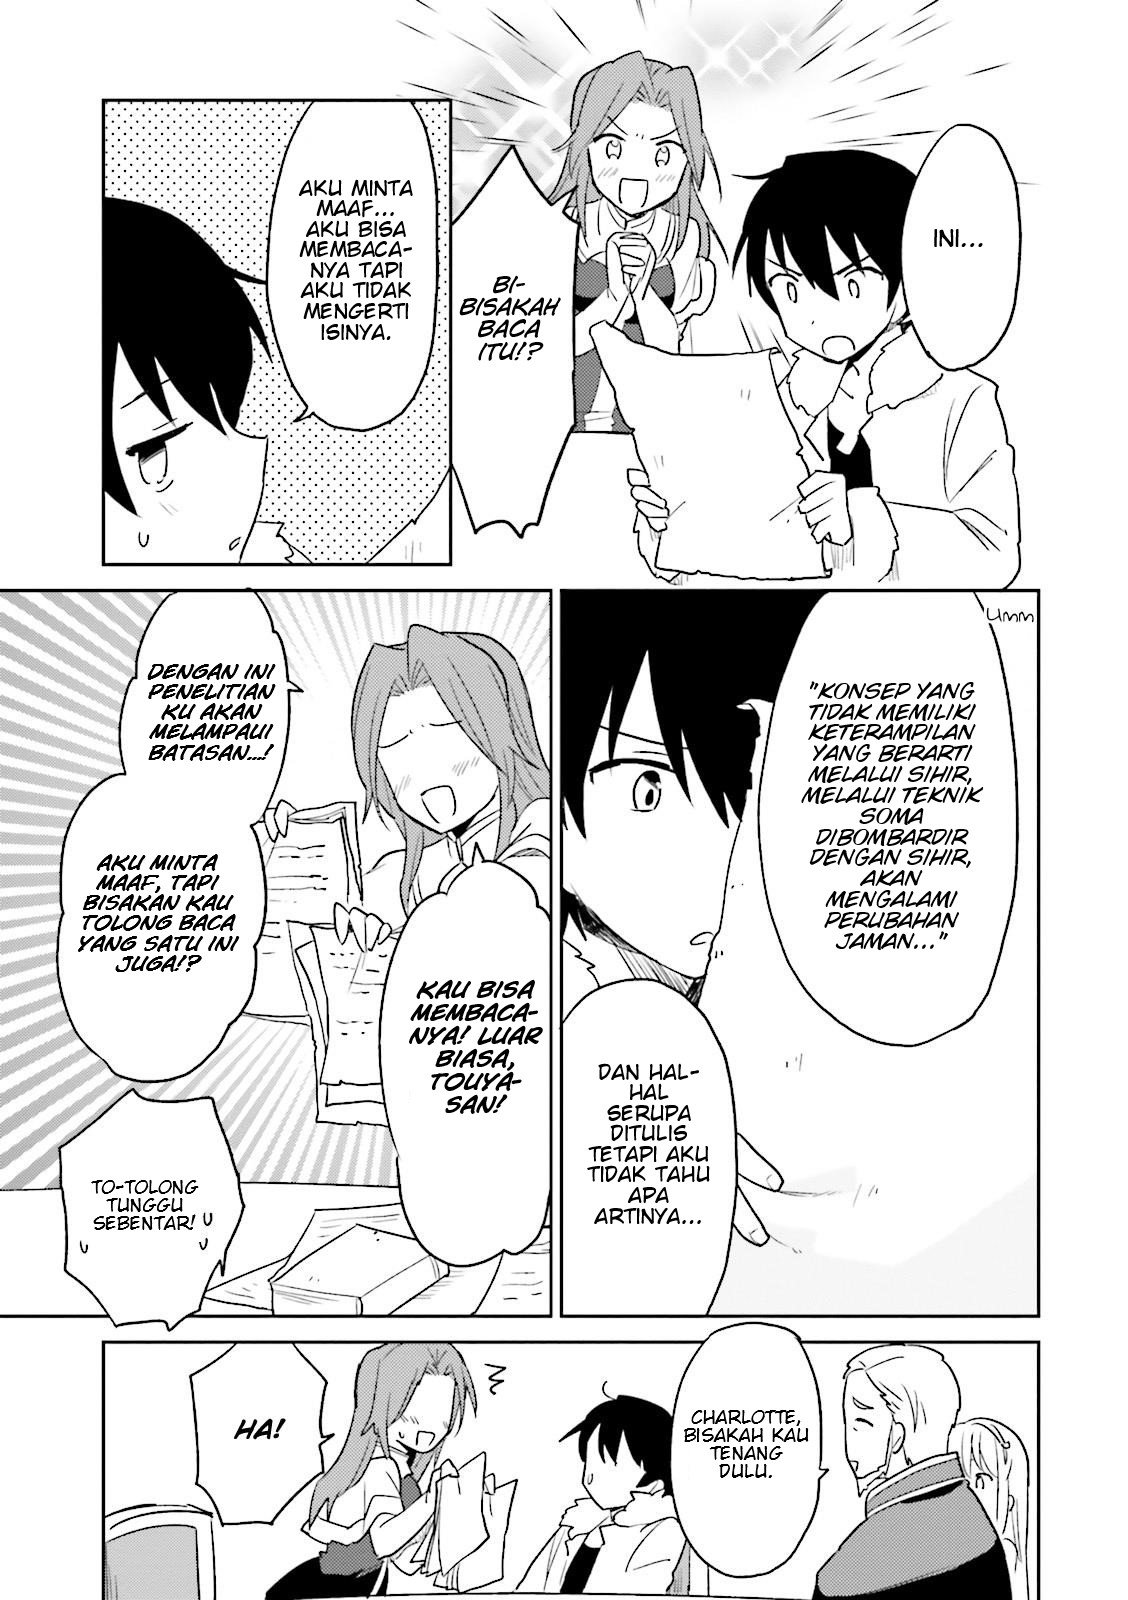 INI...
BI-
BISAKAH
BACA
ITU!?
AKU MINTA
MAAF...
AKU BISA
MEMBACA-
NYA TAPI
AKU TIDAK
MENGERTI
ISINYA.
Umm
"KONSEP YANG
TIDAK MEMILIKI
KETERAMPILAN
YANG BERARTI
MELALUI SIHIR,
MELALUI TEKNIK
SOMA
DIBOMBARDIR
DENGAN SIHIR,
AKAN
MENGALAMI
PERUBAHAN
JAMAN..."
DAN HAL-
HAL
SERUPA
DITULIS
TETAPI AKU
TIDAK TAHU
APA
ARTINYA...
KAU BISA
MEMBACA-
NYA! LUAR
BIASA,
TOUYA-
SAN!
DENGAN INI
PENELITIAN
KU AKAN
MELAMPAUI
BATASAN....!
AKU MINTA
MAAF, TAPI
BISAKAN KAU
TOLONG BACA
YANG SATU INI
JUGA!?
TO-TOLONG
TUNGGU
SEBENTAR!
CHARLOTTE,
BISAKAH KAU
TENANG
DULU.
HA!